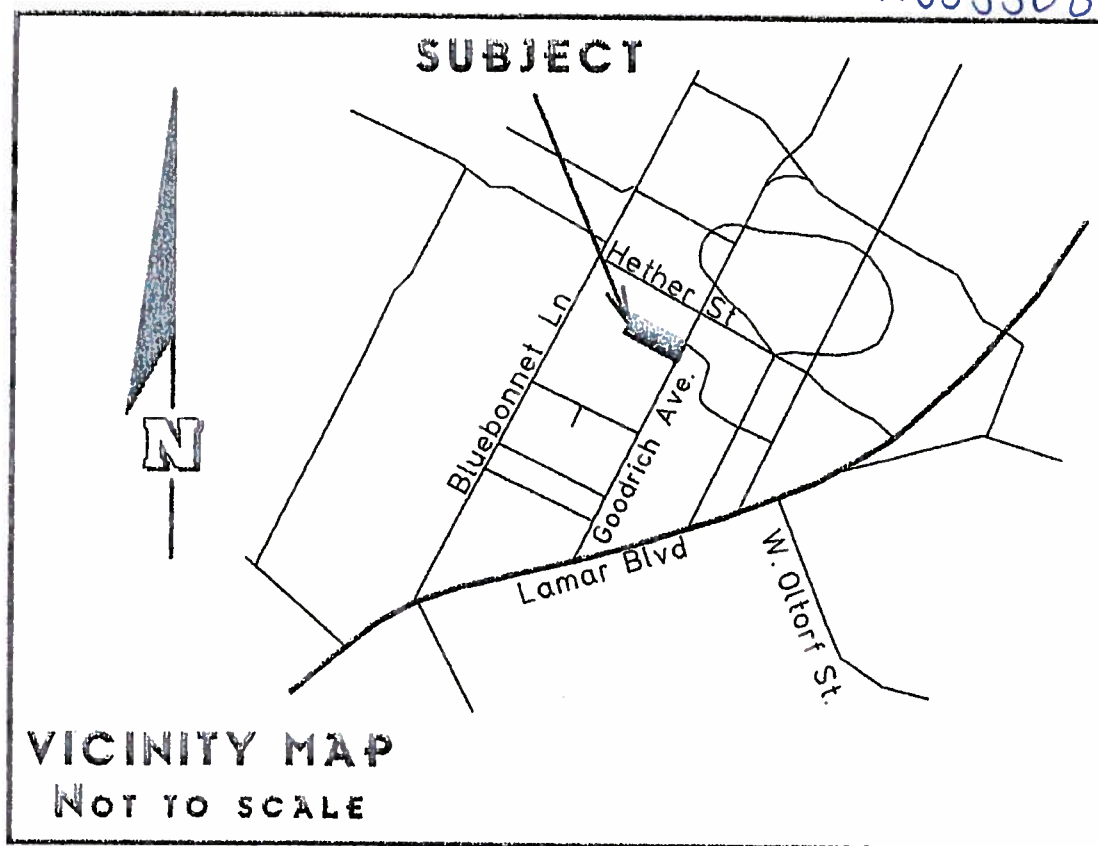 SUBJECT
Hether St
Bluebonnet Ln
Goodrich Ave.
Lamar Blvd
W. Oltorf St.
N
VICINITY MAP
NOT TO SCALE